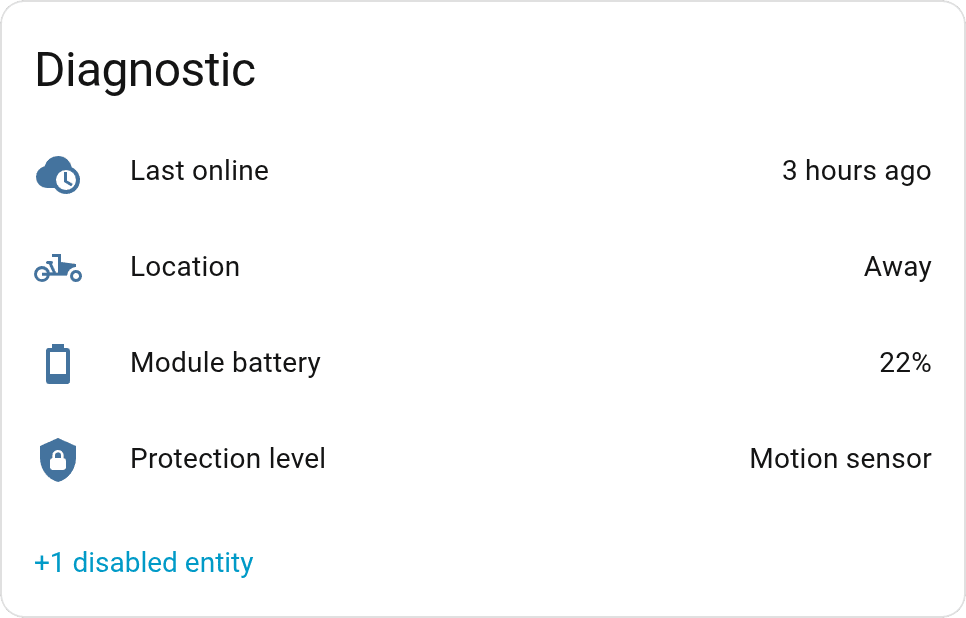 Diagnostic
Last online 3 hours ago
Location Away
Module battery 22%
Protection level Motion sensor
+1 disabled entity